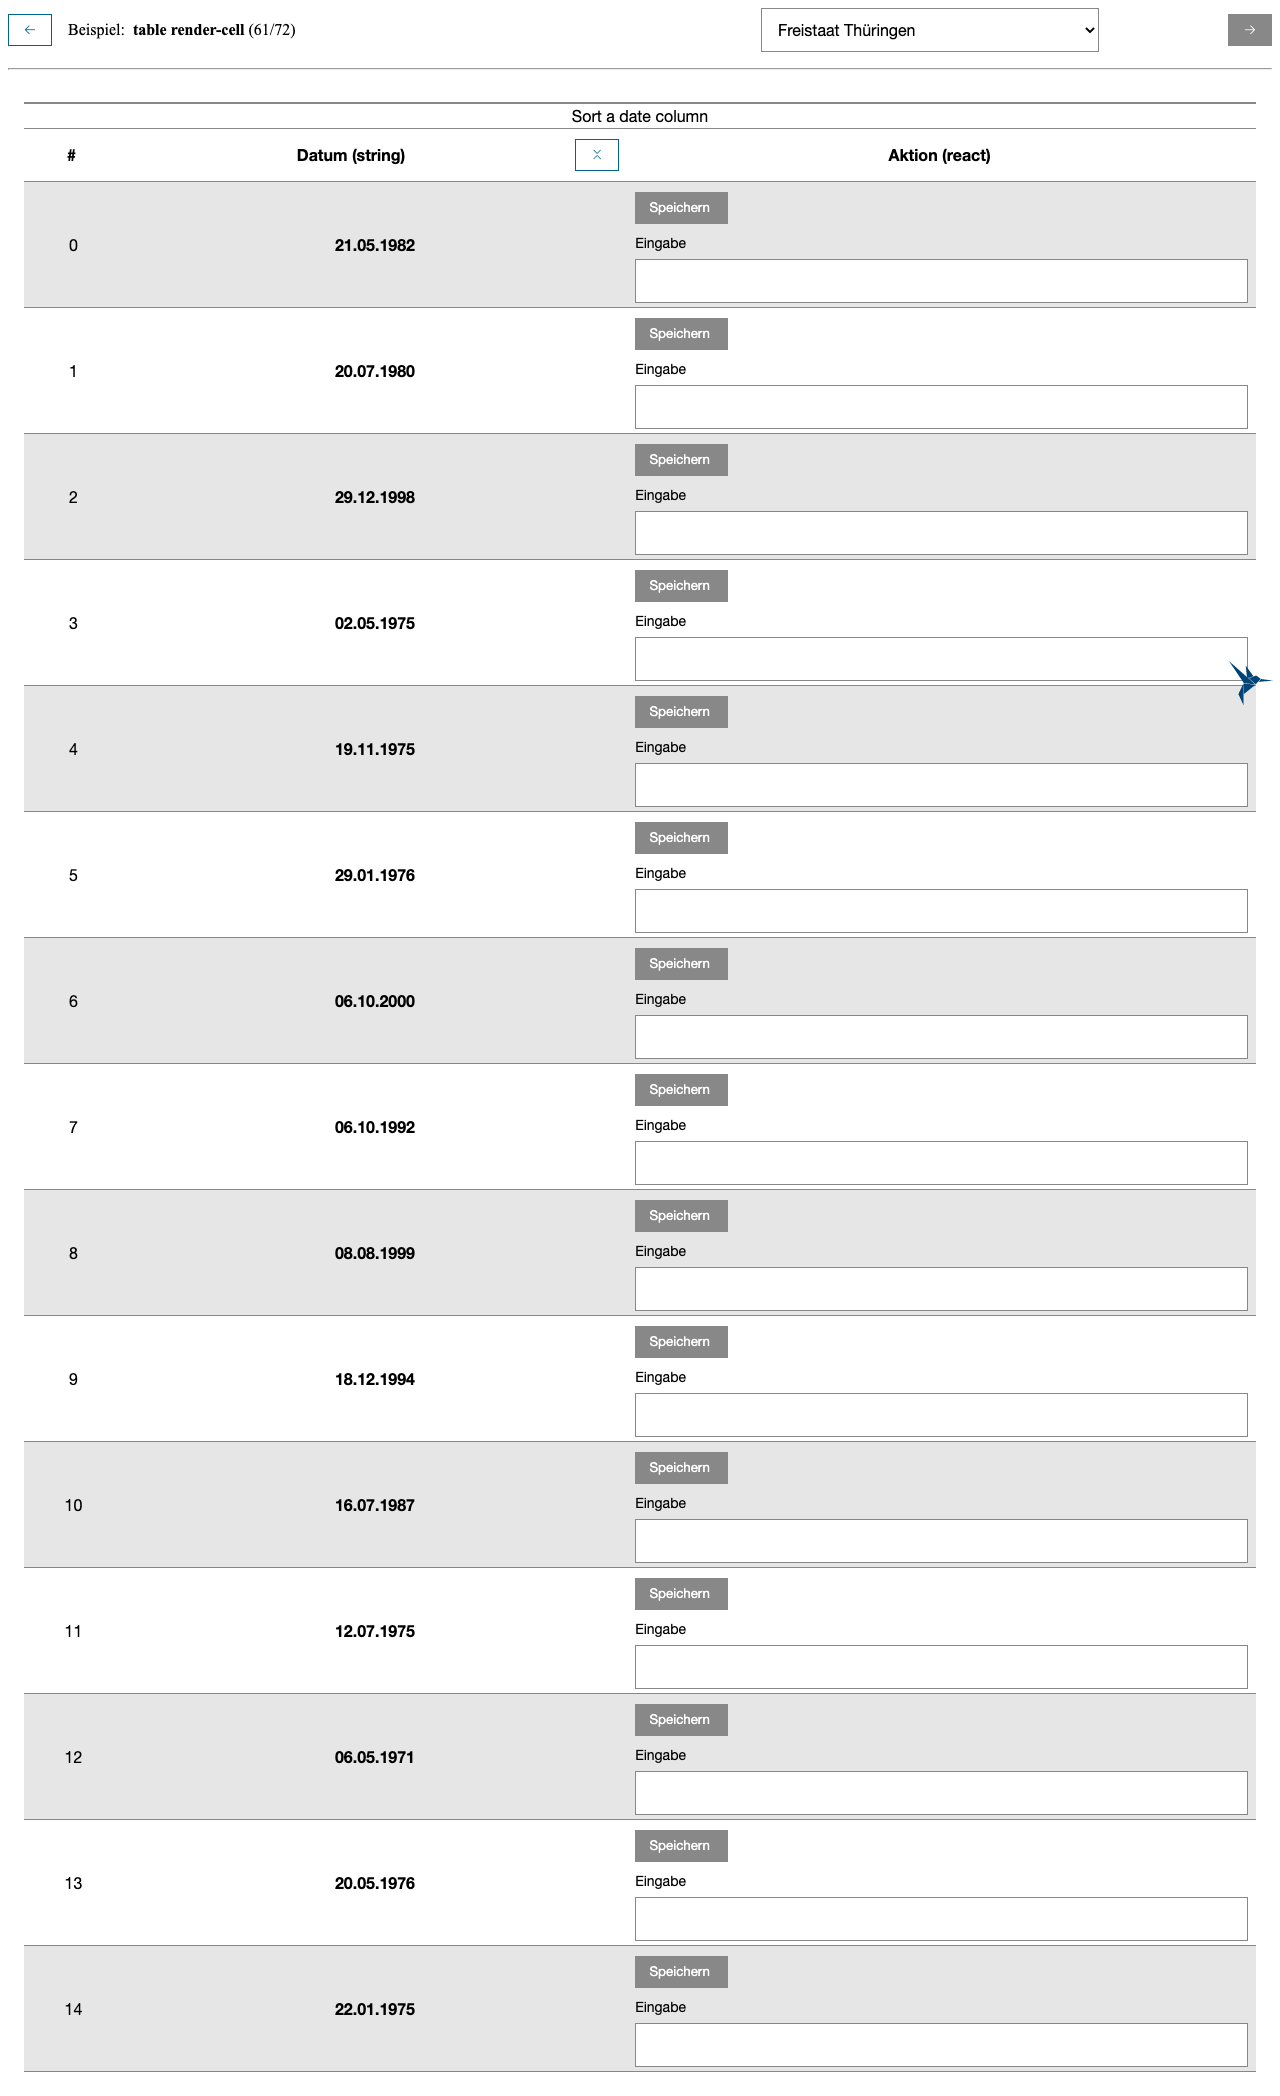 Beispiel: table render-cell (61/72) Freistaat Thüringen
Sort a date column
# Datum (string) Aktion (react)
Speichern
0 21.05.1982 Eingabe
Speichern
1 20.07.1980 Eingabe
Speichern
2 29.12.1998 Eingabe
Speichern
3 02.05.1975 Eingabe
Speichern
4 19.11.1975 Eingabe
Speichern
5 29.01.1976 Eingabe
Speichern
6 06.10.2000 Eingabe
Speichern
7 06.10.1992 Eingabe
Speichern
8 08.08.1999 Eingabe
Speichern
9 18.12.1994 Eingabe
Speichern
10 16.07.1987 Eingabe
Speichern
11 12.07.1975 Eingabe
Speichern
12 06.05.1971 Eingabe
Speichern
13 20.05.1976 Eingabe
Speichern
14 22.01.1975 Eingabe